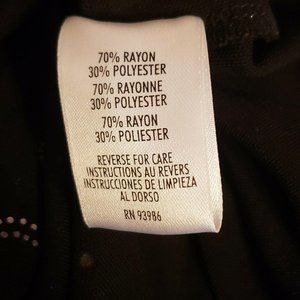 70% RAYON
30% POLYESTER
70% RAYONNE
30% POLYESTER
70% RAYON
30% POLIESTER
REVERSE FOR CARE
INSTRUCTIONS AU REVERS
INSTRUCCIONES DE LIMPIEZA
AL DORSO
RN 93986